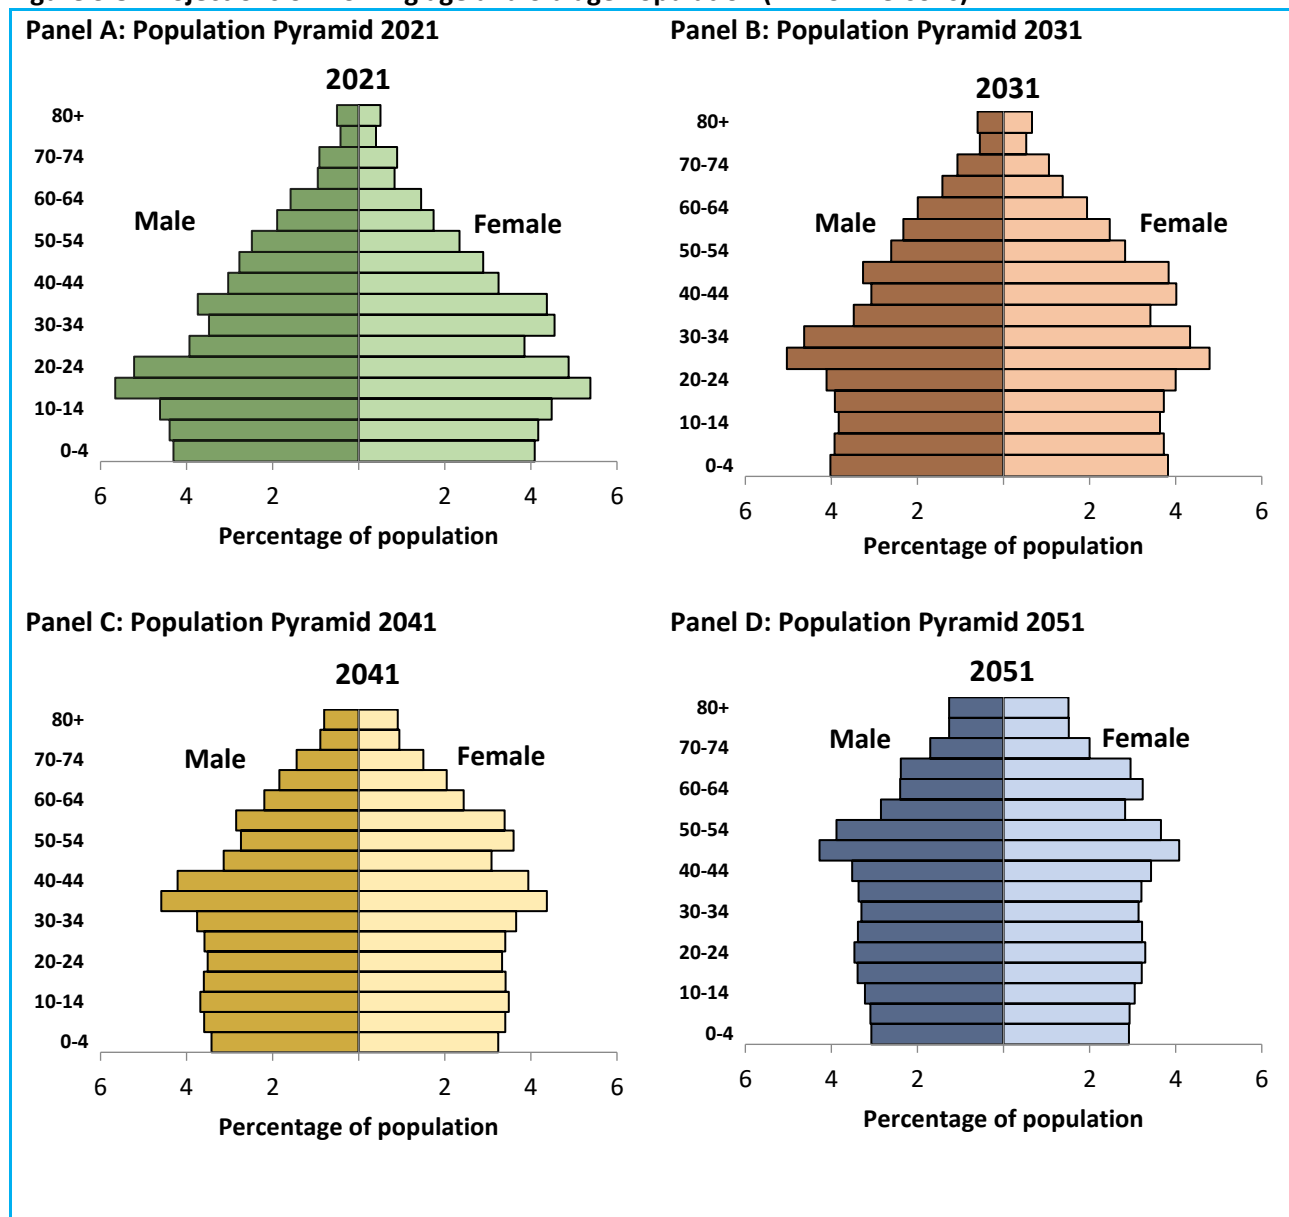 Panel A: Population Pyramid 2021
2021
80+
70-74
60-64
50-54
40-44
30-34
20-24
10-14
0-4
Male
Female
6 4 2 2 4 6
Percentage of population
Panel B: Population Pyramid 2031
2031
80+
70-74
60-64
50-54
40-44
30-34
20-24
10-14
0-4
Male
Female
6 4 2 2 4 6
Percentage of population
Panel C: Population Pyramid 2041
2041
80+
70-74
60-64
50-54
40-44
30-34
20-24
10-14
0-4
Male
Female
6 4 2 2 4 6
Percentage of population
Panel D: Population Pyramid 2051
2051
80+
70-74
60-64
50-54
40-44
30-34
20-24
10-14
0-4
Male
Female
6 4 2 2 4 6
Percentage of population